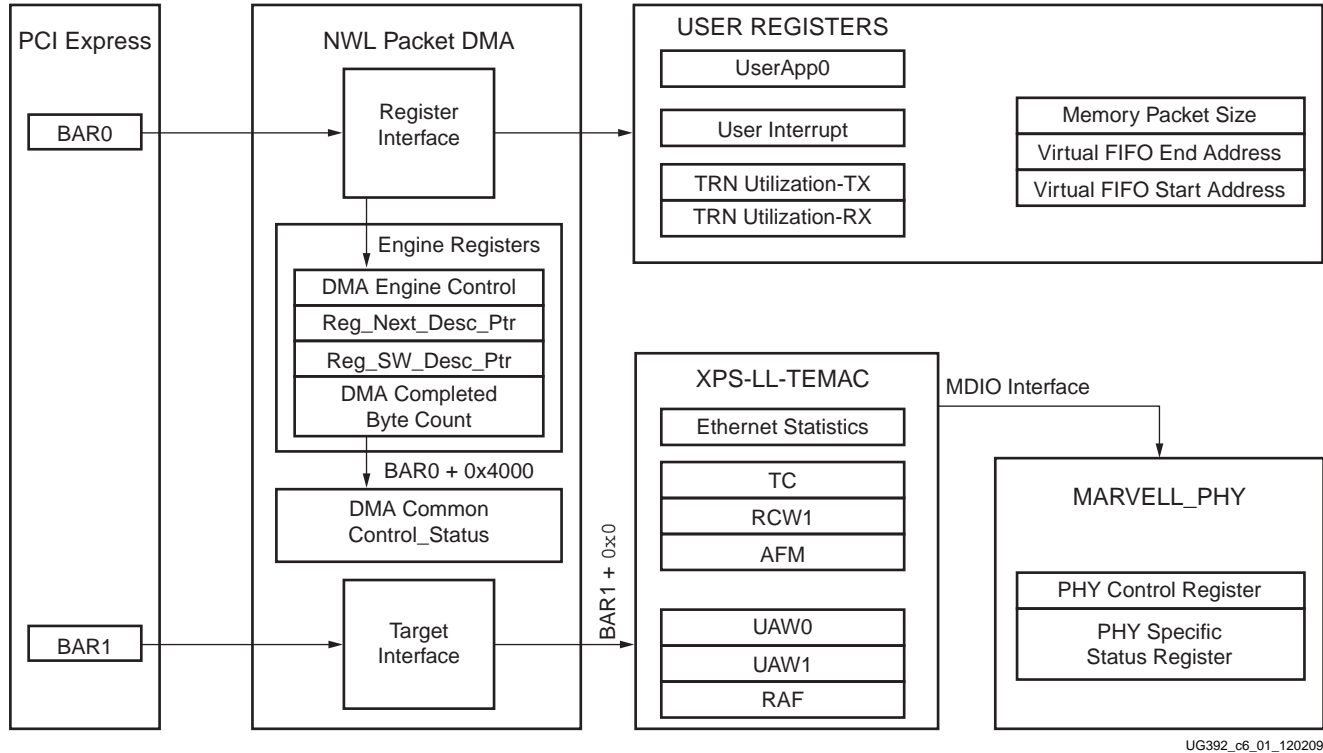 PCI Express
BAR0
BAR1
NWL Packet DMA
Register
Interface
Engine Registers
DMA Engine Control
Reg_Next_Desc_Ptr
Reg_SW_Desc_Ptr
DMA Completed
Byte Count
BAR0 + 0x4000
DMA Common
Control_Status
Target
Interface
BAR1 + 0x0
USER REGISTERS
UserApp0
User Interrupt
TRN Utilization-TX
TRN Utilization-RX
Memory Packet Size
Virtual FIFO End Address
Virtual FIFO Start Address
XPS-LL-TEMAC
Ethernet Statistics
TC
RCW1
AFM
UAW0
UAW1
RAF
MDIO Interface
MARVELL_PHY
PHY Control Register
PHY Specific
Status Register
UG392_c6_01_120209